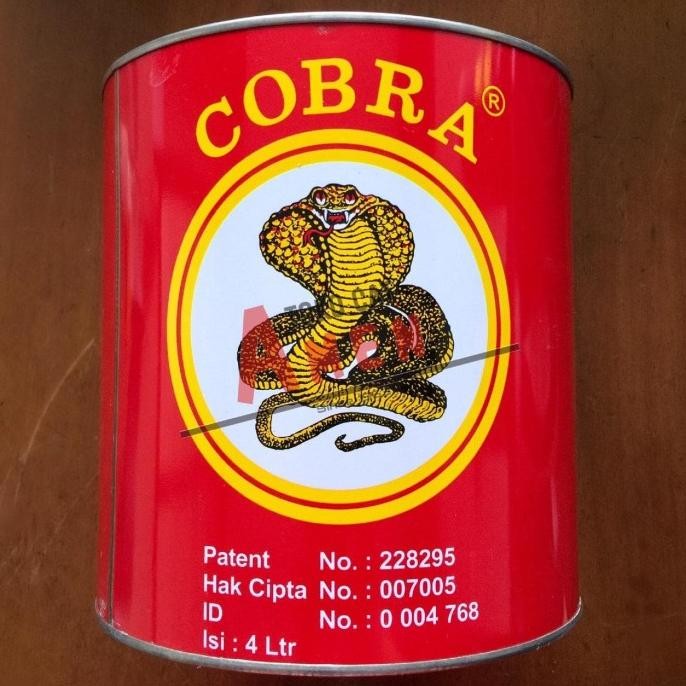 COBRA®
Patent No. : 228295
Hak Cipta No. : 007005
ID No. : 0 004 768
Isi : 4 Ltr